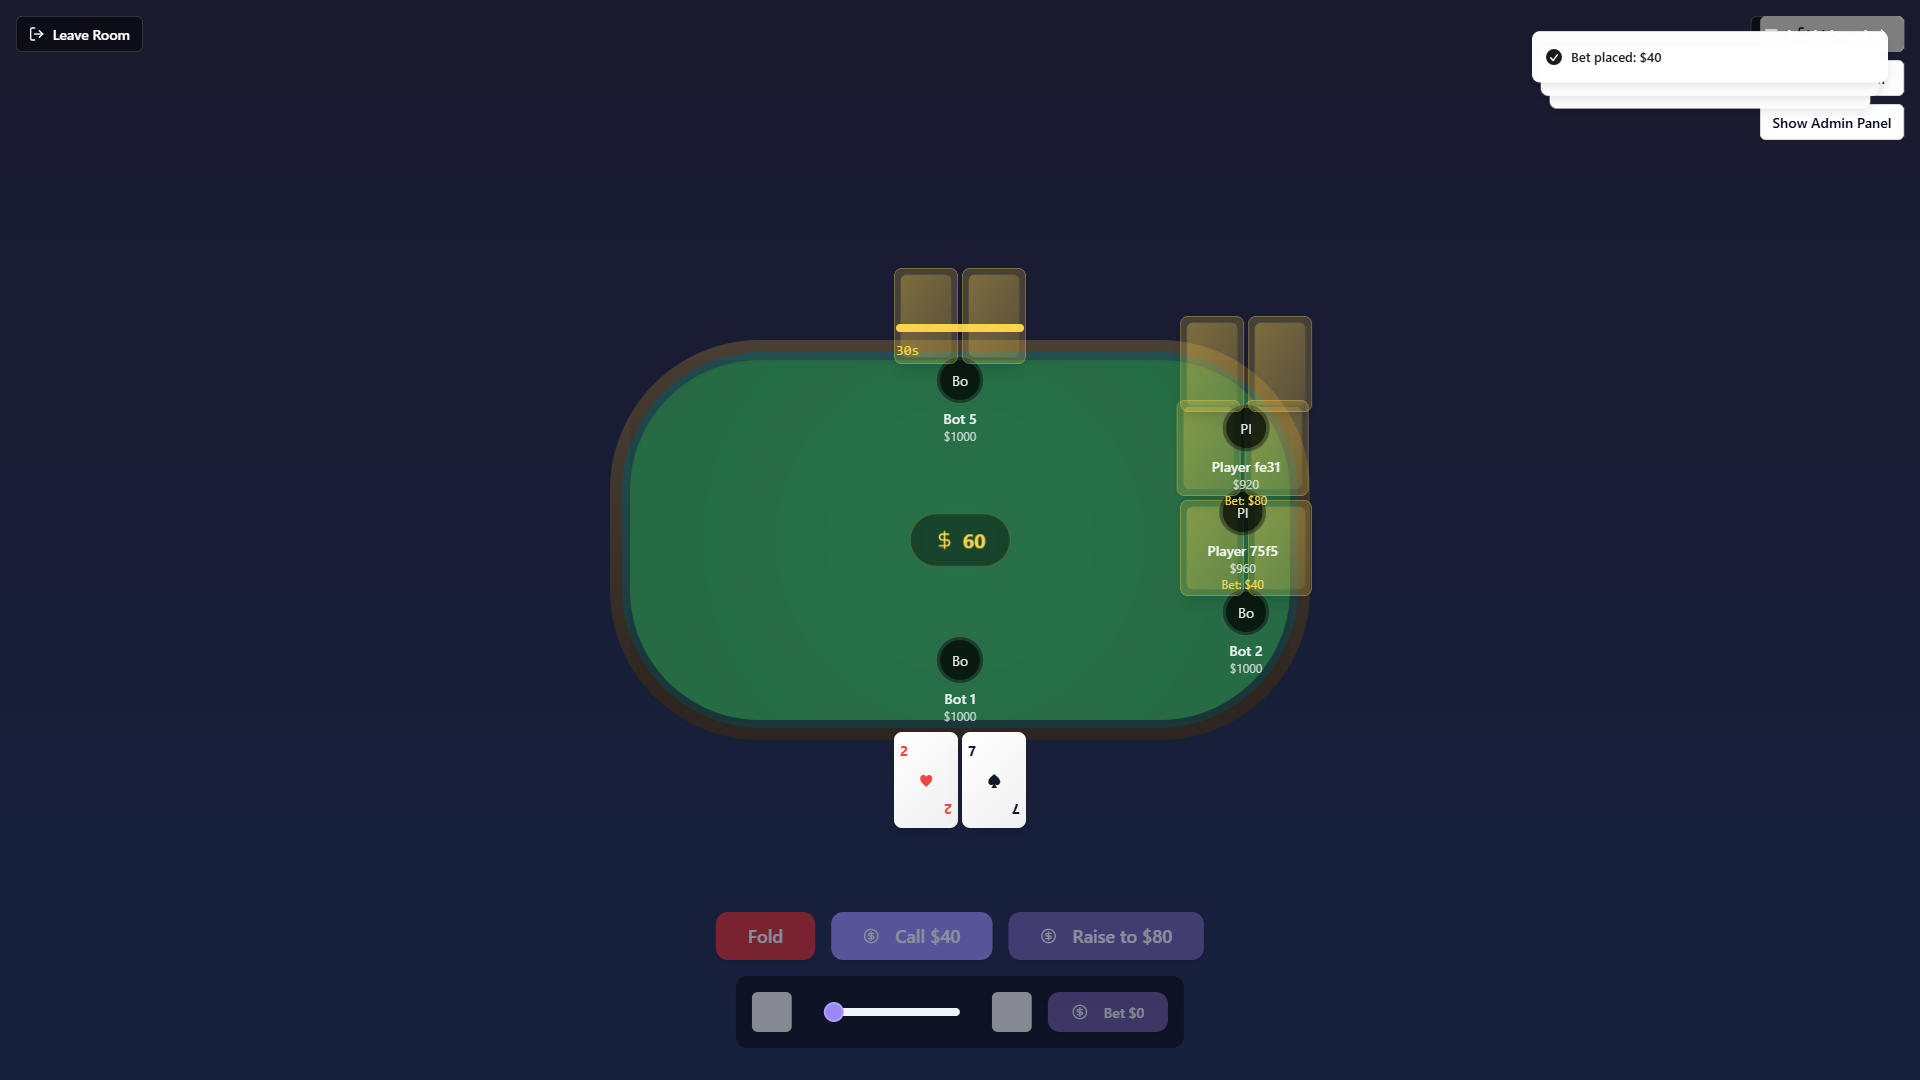 Leave Room
Bet placed: $40
Show Admin Panel
30s
Bo
Bot 5
$1000
Pl
Player fe31
$920
Bet: $80
Pl
Player 75f5
$960
Bet: $40
$ 60
Bo
Bot 2
$1000
Bo
Bot 1
$1000
2
7
2
7
Fold
Call $40
Raise to $80
Bet $0